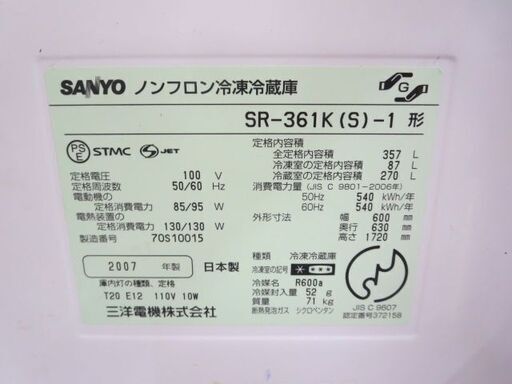 SANYO ノンフロン冷凍冷蔵庫
G
SR-361K(S)-1 形
PS
E
STMC
S JET
定格電圧 100 V
定格周波数 50/60 Hz
電動機の
定格消費電力 85/95 W
電熱装置の
定格消費電力 130/130 W
製造番号 70S10015
2007 年製 日本製
庫内灯の種類、定格
T20 E12 110V 10W
三洋電機株式会社
定格内容積
全定格内容積 357 L
冷凍室の定格内容積 87 L
冷蔵室の定格内容積 270 L
消費電力量 (JIS C 9801-2006年)
50Hz 540 kWh/年
60Hz 540 kWh/年
外形寸法 幅 600 mm
奥行 630 mm
高さ 1720 mm
種類 冷凍冷蔵庫
冷凍室の記号
冷媒名 R600a
冷媒封入量 52 g
質量 71 kg
断熱発泡ガス シクロペンタン
JIS C 9607
認定番号372158